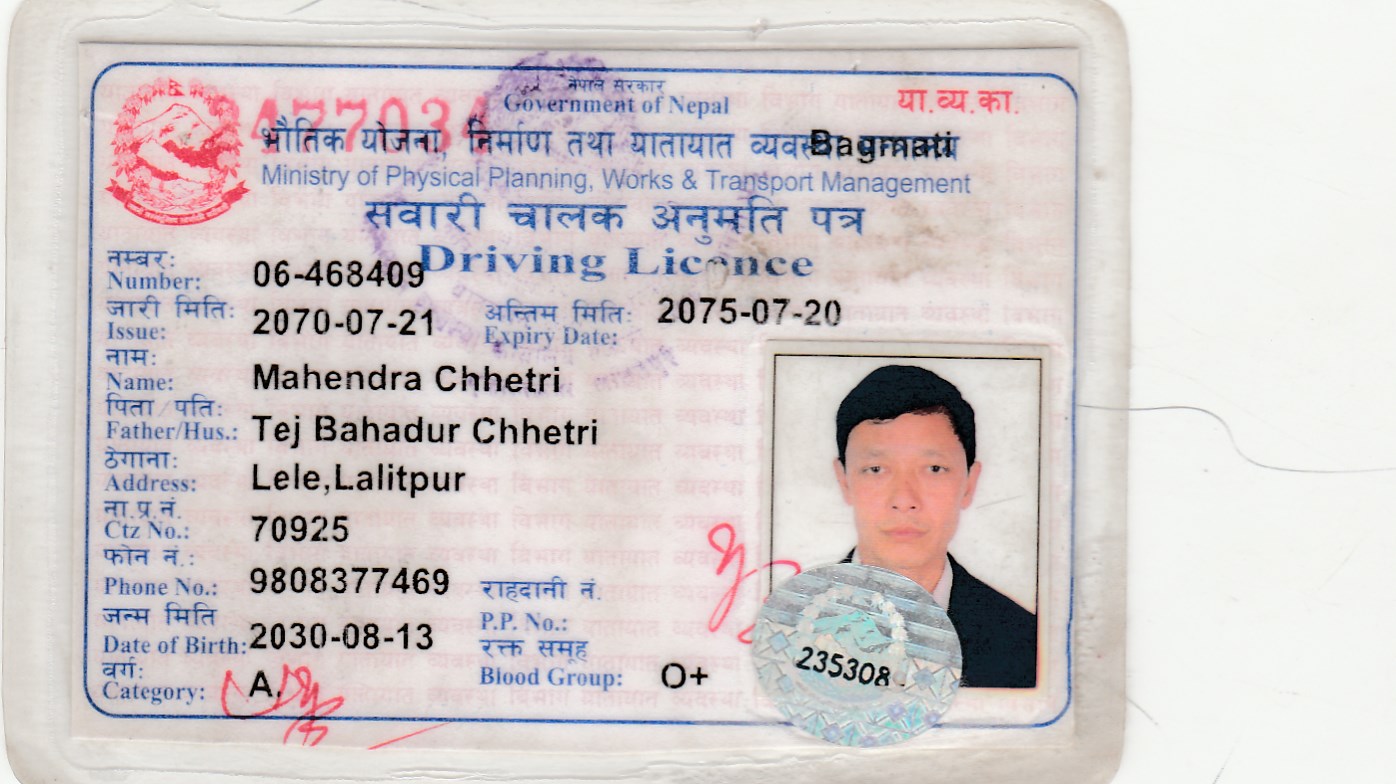 नेपाल सरकार
Government of Nepal
या.व्य.का.
भौतिक योजना, निर्माण तथा यातायात व्यवस्था
Bagmati
Ministry of Physical Planning, Works & Transport Management
सवारी चालक अनुमति पत्र
Driving Licence
नम्बर:
Number: 06-468409
जारी मिति:
Issue: 2070-07-21
अन्तिम मिति:
Expiry Date: 2075-07-20
नाम:
Name: Mahendra Chhetri
पिता/पति:
Father/Hus.: Tej Bahadur Chhetri
ठेगाना:
Address: Lele,Lalitpur
ना.प्र.नं.
Ctz No.: 70925
फोन नं.:
Phone No.: 9808377469
राहदानी नं.
P.P. No.:
जन्म मिति
Date of Birth: 2030-08-13
रक्त समूह
Blood Group: O+
वर्ग:
Category: A.
235308